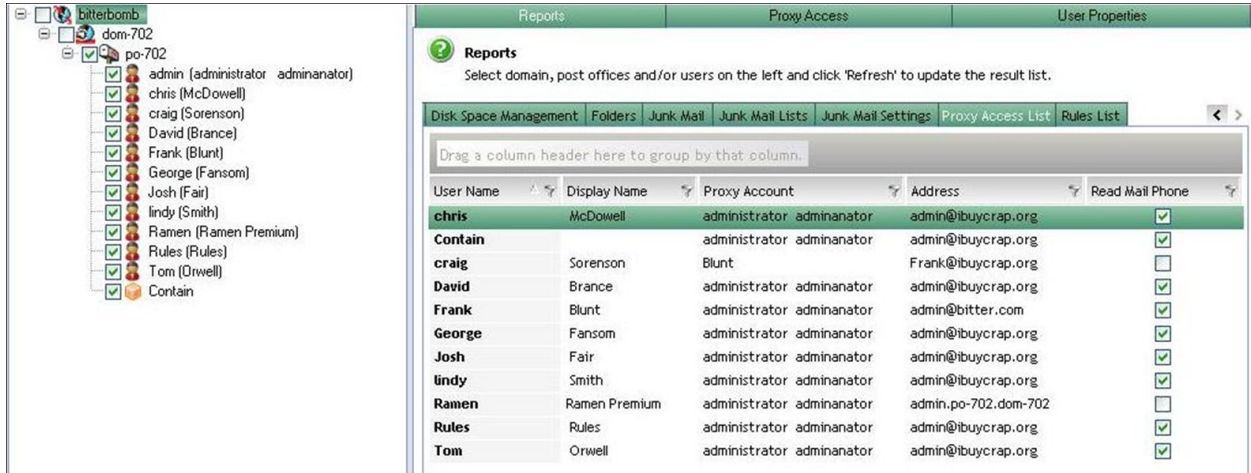 bitterbomb
dom-702
po-702
admin (administrator adminanator)
chris (McDowell)
craig (Sorenson)
David (Brance)
Frank (Blunt)
George (Fansom)
Josh (Fair)
lindy (Smith)
Ramen (Ramen Premium)
Rules (Rules)
Tom (Orwell)
Contain
Reports Proxy Access User Properties
Reports
Select domain, post offices and/or users on the left and click 'Refresh' to update the result list.
Disk Space Management Folders Junk Mail Junk Mail Lists Junk Mail Settings Proxy Access List Rules List
Drag a column header here to group by that column.
User Name Display Name Proxy Account Address Read Mail Phone
chris McDowell administrator adminanator admin@ibuycrap.org
Contain administrator adminanator admin@ibuycrap.org
craig Sorenson Blunt Frank@ibuycrap.org
David Brance administrator adminanator admin@ibuycrap.org
Frank Blunt administrator adminanator admin@bitter.com
George Fansom administrator adminanator admin@ibuycrap.org
Josh Fair administrator adminanator admin@ibuycrap.org
lindy Smith administrator adminanator admin@ibuycrap.org
Ramen Ramen Premium administrator adminanator admin.po-702.dom-702
Rules Rules administrator adminanator admin@ibuycrap.org
Tom Orwell administrator adminanator admin@ibuycrap.org